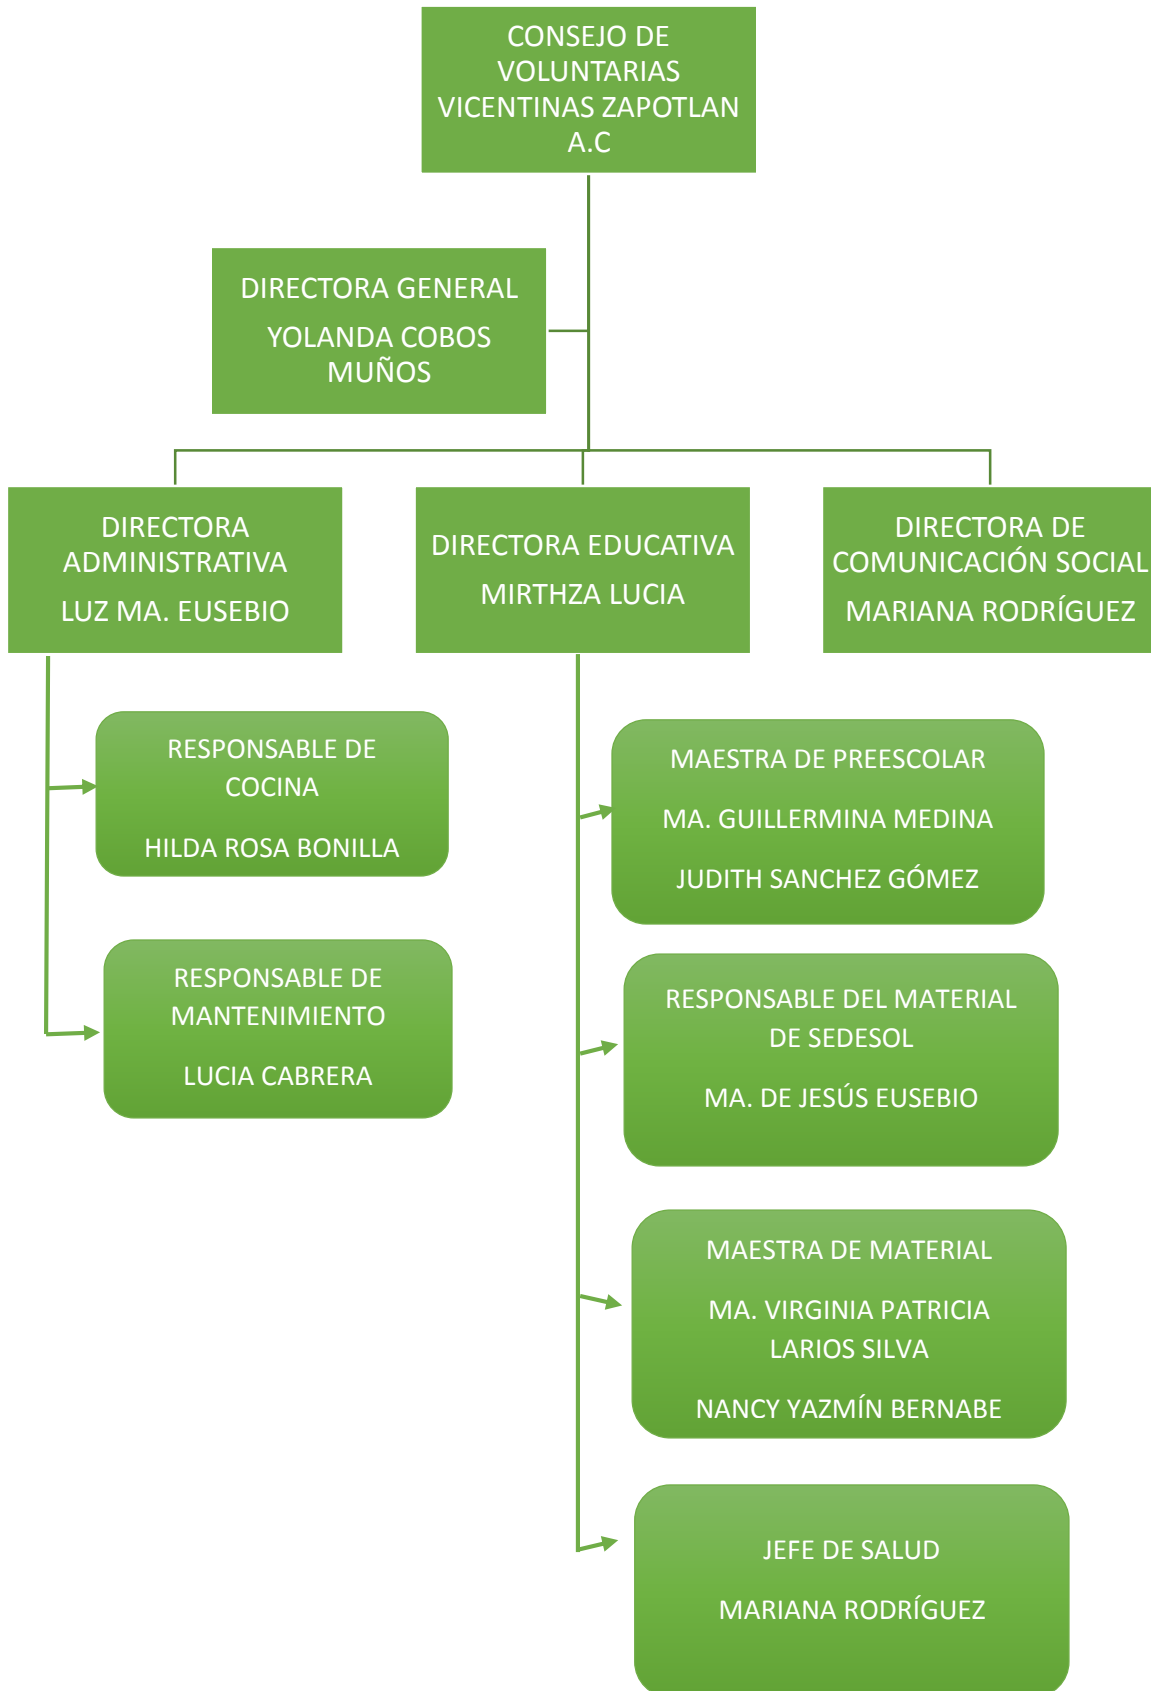 CONSEJO DE
VOLUNTARIAS
VICENTINAS ZAPOTLAN
A.C
DIRECTORA GENERAL
YOLANDA COBOS
MUÑOS
DIRECTORA
ADMINISTRATIVA
LUZ MA. EUSEBIO
DIRECTORA EDUCATIVA
MIRTHZA LUCIA
DIRECTORA DE
COMUNICACIÓN SOCIAL
MARIANA RODRÍGUEZ
RESPONSABLE DE
COCINA
HILDA ROSA BONILLA
RESPONSABLE DE
MANTENIMIENTO
LUCIA CABRERA
MAESTRA DE PREESCOLAR
MA. GUILLERMINA MEDINA
JUDITH SANCHEZ GÓMEZ
RESPONSABLE DEL MATERIAL
DE SEDESOL
MA. DE JESÚS EUSEBIO
MAESTRA DE MATERIAL
MA. VIRGINIA PATRICIA
LARIOS SILVA
NANCY YAZMÍN BERNABE
JEFE DE SALUD
MARIANA RODRÍGUEZ